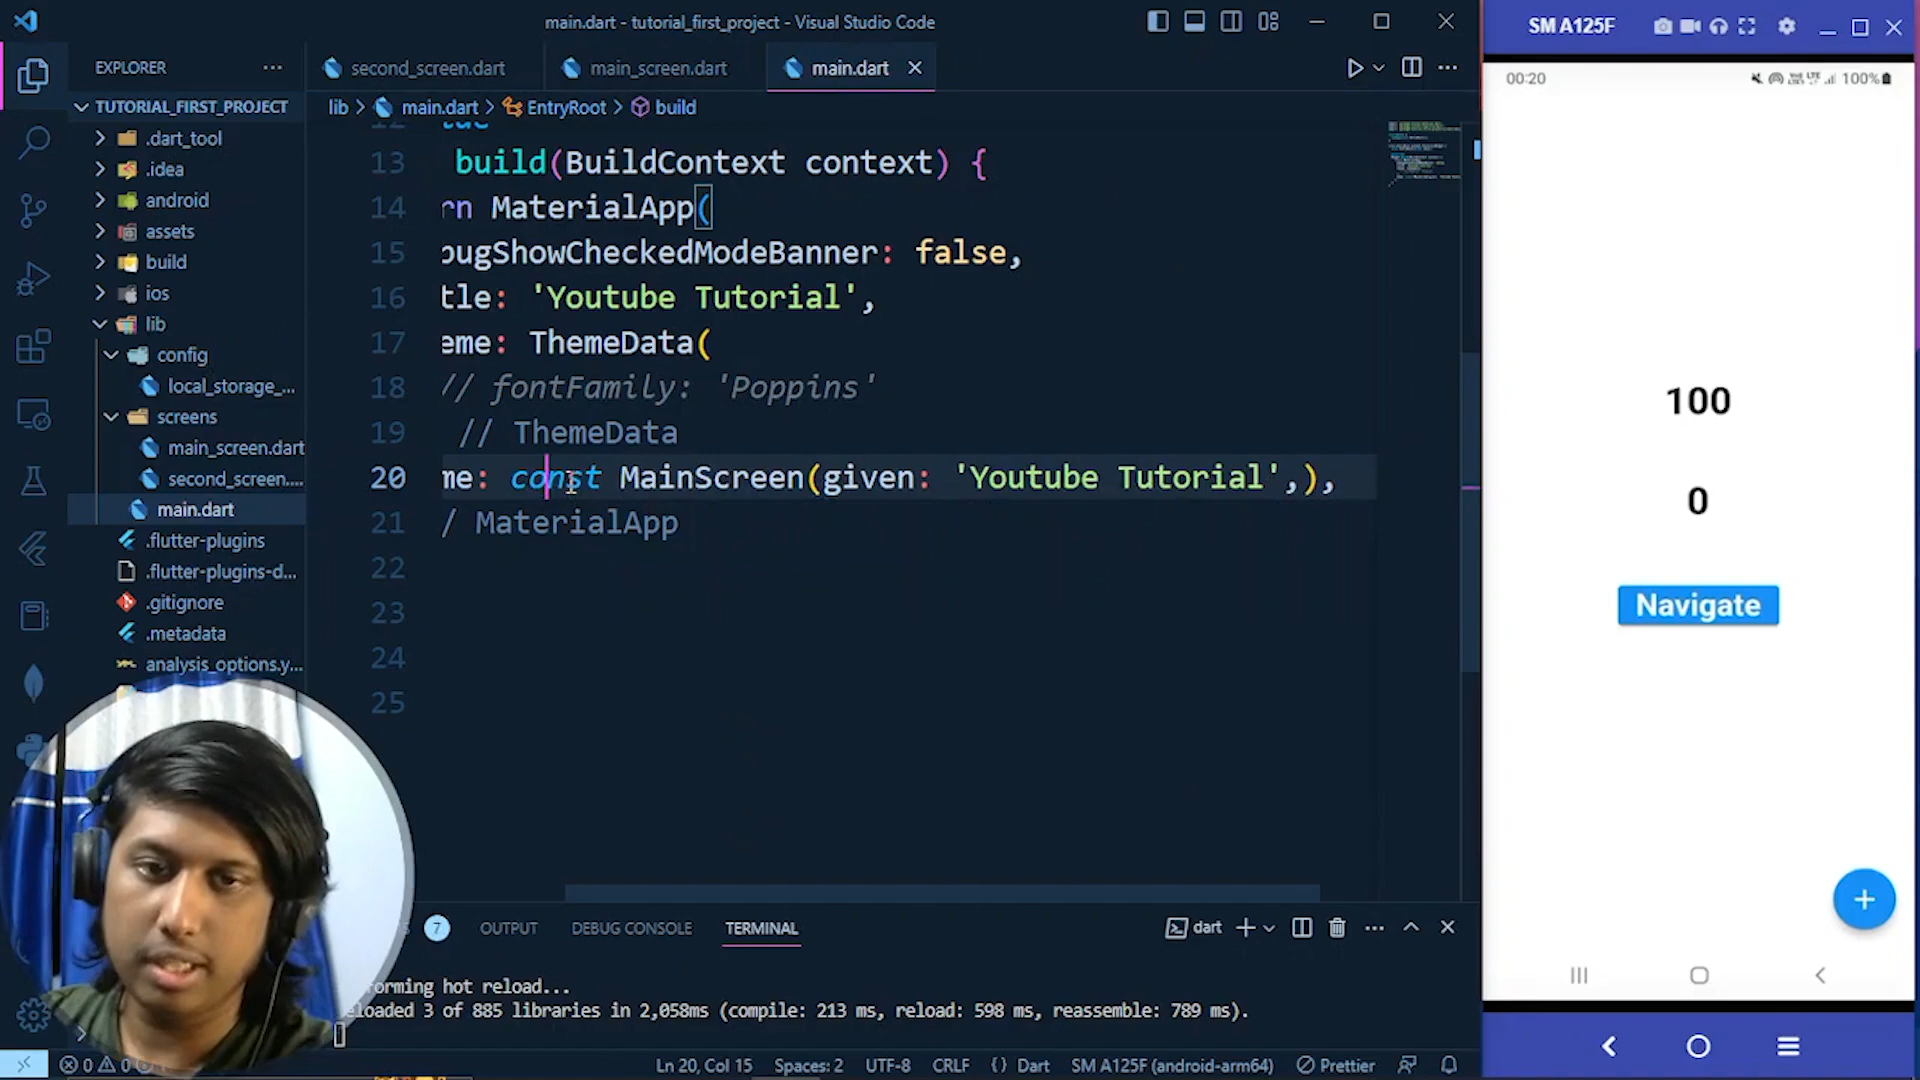 main.dart - tutorial_first_project - Visual Studio Code
EXPLORER
TUTORIAL_FIRST_PROJECT
.dart_tool
.idea
android
assets
build
ios
lib
config
local_storage_...
screens
main_screen.dart
second_screen....
main.dart
.flutter-plugins
.flutter-plugins-d...
.gitignore
.metadata
analysis_options.y...
second_screen.dart
main_screen.dart
main.dart
lib > main.dart > EntryRoot > build
12
13 build(BuildContext context) {
14 rn MaterialApp(
15 bugShowCheckedModeBanner: false,
16 tle: 'Youtube Tutorial',
17 eme: ThemeData(
18 // fontFamily: 'Poppins'
19 // ThemeData
20 me: const MainScreen(given: 'Youtube Tutorial',),
21 / MaterialApp
22
23
24
25
7 OUTPUT DEBUG CONSOLE TERMINAL
dart
forming hot reload...
eloaded 3 of 885 libraries in 2,058ms (compile: 213 ms, reload: 598 ms, reassemble: 789 ms).
0 0 Ln 20, Col 15 Spaces: 2 UTF-8 CRLF {} Dart SM A125F (android-arm64) Prettier
SM A125F
00:20 100%
100
0
Navigate